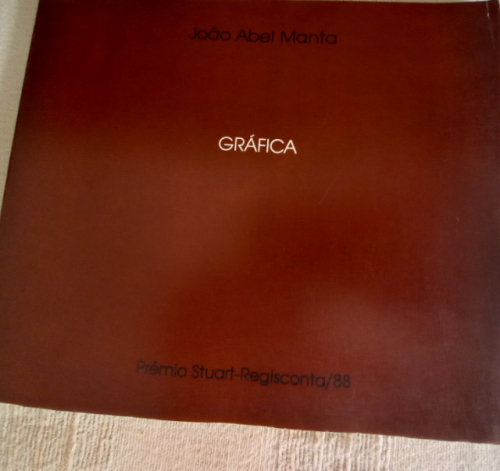 João Abel Manta
GRÁFICA
Prémio Stuart-Regisconta/88